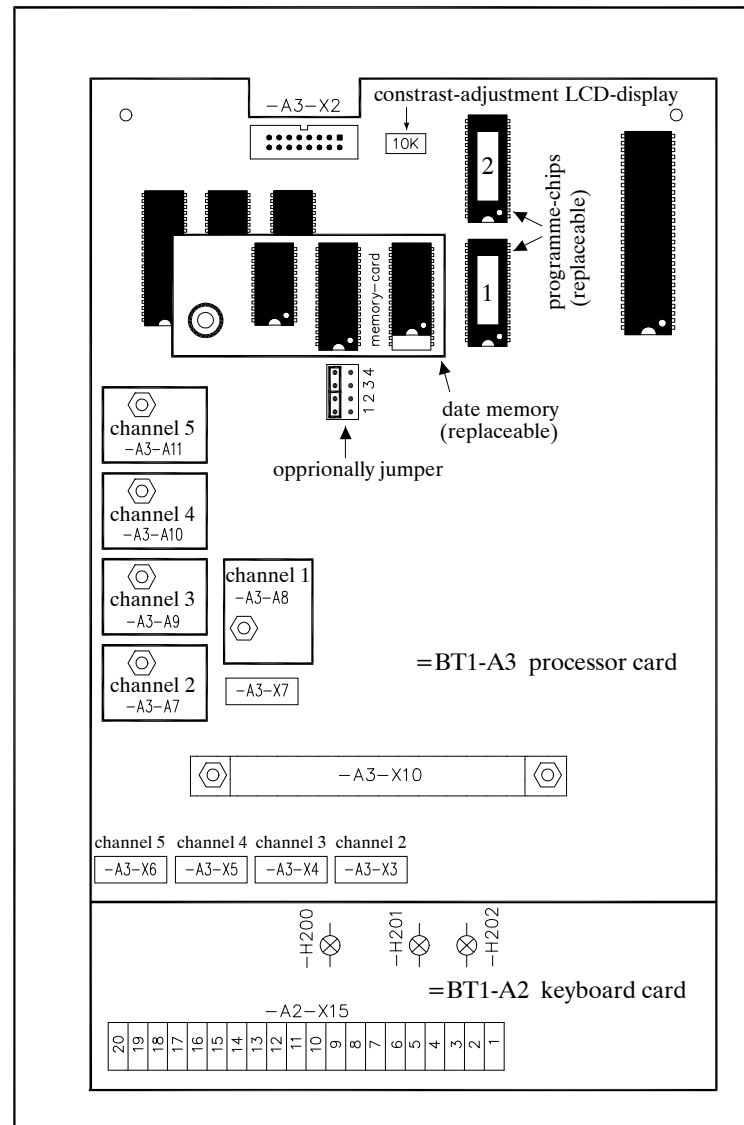 constrast-adjustment LCD-display
-A3-X2
10K
2
1
programme-chips
(replaceable)
memory-card
1 2 3 4
date memory
(replaceable)
opprionally jumper
channel 5
-A3-A11
channel 4
-A3-A10
channel 3
-A3-A9
channel 1
-A3-A8
channel 2
-A3-A7
-A3-X7
=BT1-A3 processor card
-A3-X10
channel 5 channel 4 channel 3 channel 2
-A3-X6 -A3-X5 -A3-X4 -A3-X3
-H200 -H201 -H202
=BT1-A2 keyboard card
-A2-X15
20 19 18 17 16 15 14 13 12 11 10 9 8 7 6 5 4 3 2 1